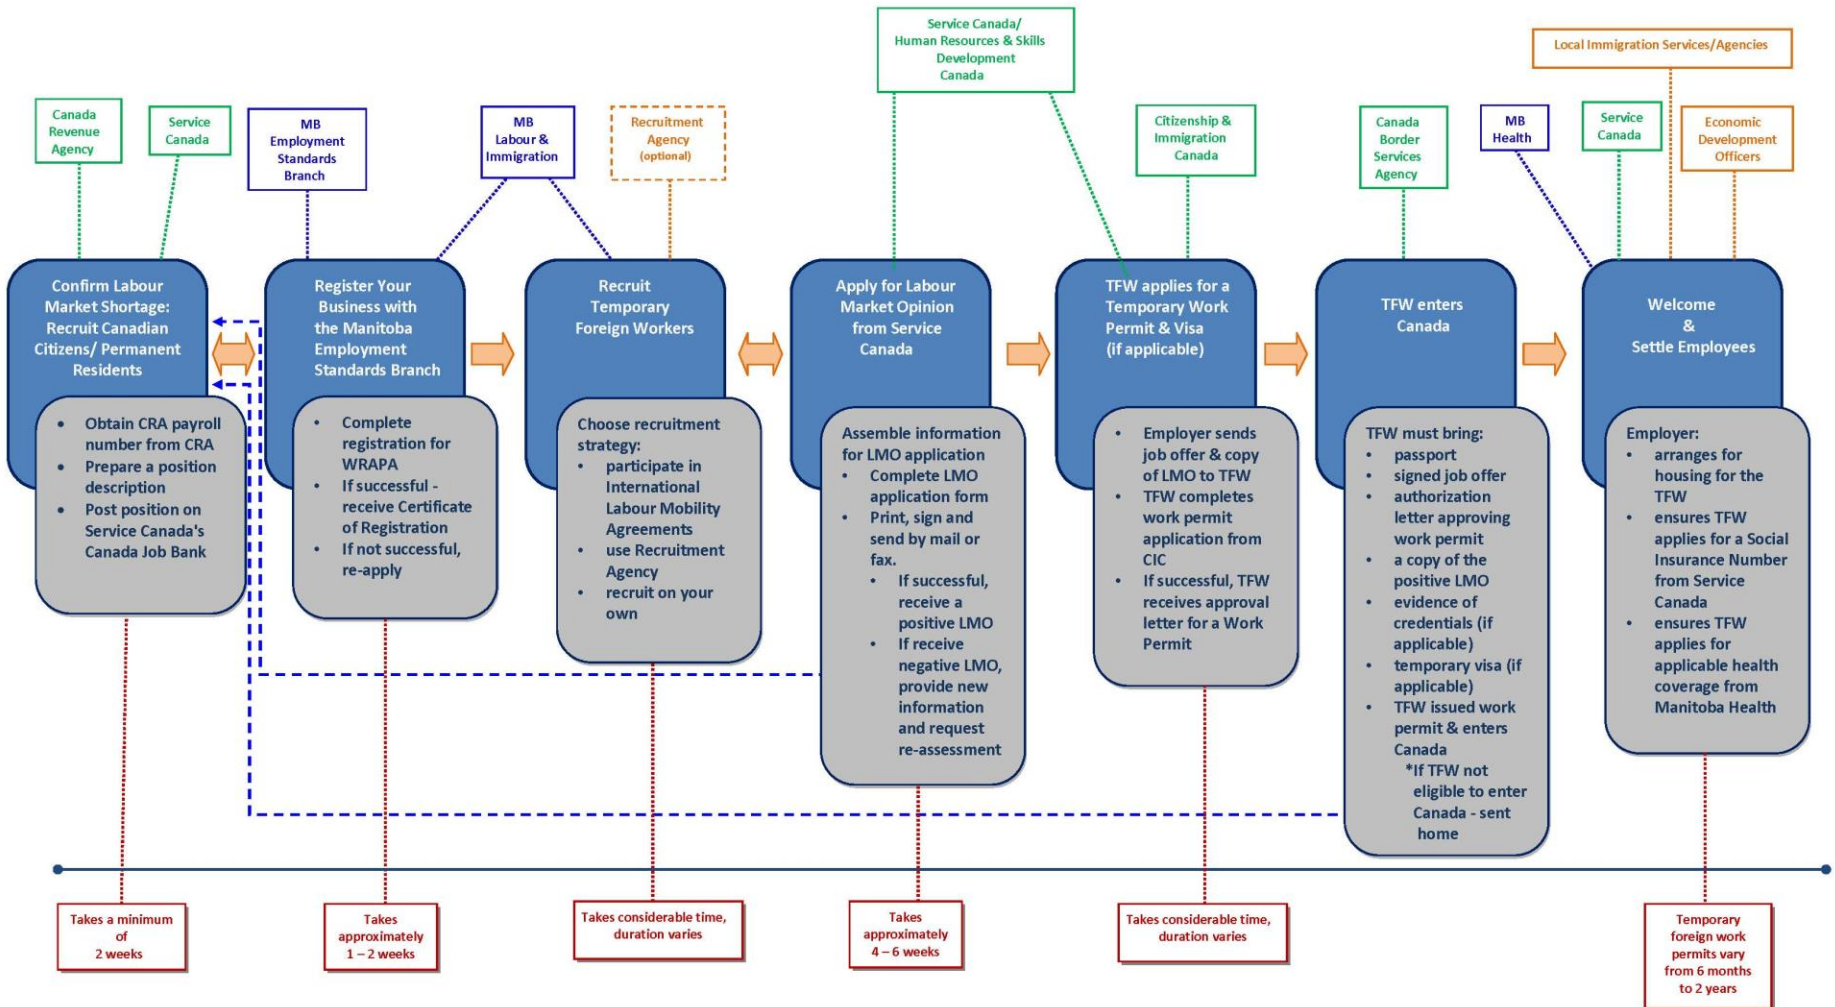 Service Canada/
Human Resources & Skills
Development
Canada
Local Immigration Services/Agencies
Canada
Revenue
Agency
Service
Canada
MB
Employment
Standards
Branch
MB
Labour &
Immigration
Recruitment
Agency
(optional)
Citizenship &
Immigration
Canada
Canada
Border
Services
Agency
MB
Health
Service
Canada
Economic
Development
Officers
Confirm Labour
Market Shortage:
Recruit Canadian
Citizens/ Permanent
Residents
Register Your
Business with
the Manitoba
Employment
Standards Branch
Recruit
Temporary
Foreign Workers
Apply for Labour
Market Opinion
from Service
Canada
TFW applies for a
Temporary Work
Permit & Visa
(if applicable)
TFW enters
Canada
Welcome
&
Settle Employees
• Obtain CRA payroll
number from CRA
• Prepare a position
description
• Post position on
Service Canada's
Canada Job Bank
• Complete
registration for
WRAPA
• If successful -
receive Certificate
of Registration
• If not successful,
re-apply
Choose recruitment
strategy:
• participate in
International
Labour Mobility
Agreements
• use Recruitment
Agency
• recruit on your
own
Assemble information
for LMO application
• Complete LMO
application form
• Print, sign and
send by mail or
fax.
• If successful,
receive a
positive LMO
• If receive
negative LMO,
provide new
information
and request
re-assessment
• Employer sends
job offer & copy
of LMO to TFW
• TFW completes
work permit
application from
CIC
• If successful, TFW
receives approval
letter for a Work
Permit
TFW must bring:
• passport
• signed job offer
• authorization
letter approving
work permit
• a copy of the
positive LMO
• evidence of
credentials (if
applicable)
• temporary visa (if
applicable)
• TFW issued work
permit & enters
Canada
*If TFW not
eligible to enter
Canada - sent
home
Employer:
• arranges for
housing for the
TFW
• ensures TFW
applies for a Social
Insurance Number
from Service
Canada
• ensures TFW
applies for
applicable health
coverage from
Manitoba Health
Takes a minimum
of
2 weeks
Takes
approximately
1 – 2 weeks
Takes considerable time,
duration varies
Takes
approximately
4 – 6 weeks
Takes considerable time,
duration varies
Temporary
foreign work
permits vary
from 6 months
to 2 years